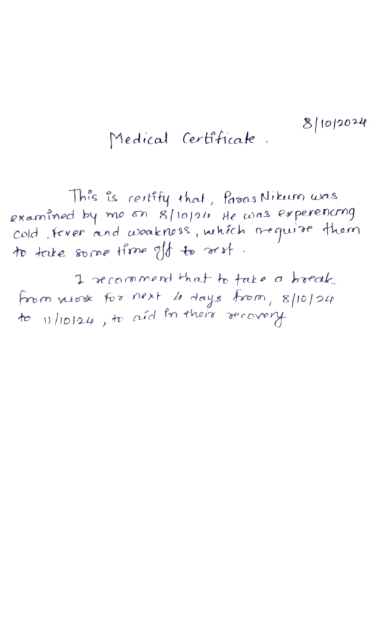 8/10/2024
Medical Certificate.
This is certify that, Paras Nikum was
examined by me on 8/10/24 He was experencing
cold, fever and weakness, which require them
to take some time off to rest.
I recommend that to take a break
from work for next 4 days from, 8/10/24
to 11/10/24, to aid in their recovery